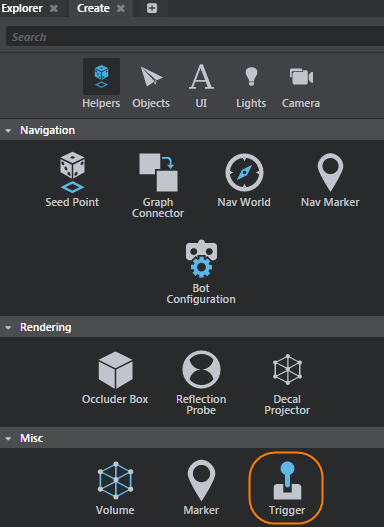 Explorer
Create
Search
Helpers
Objects
UI
Lights
Camera
Navigation
Seed Point
Graph
Connector
Nav World
Nav Marker
Bot
Configuration
Rendering
Occluder Box
Reflection
Probe
Decal
Projector
Misc
Volume
Marker
Trigger